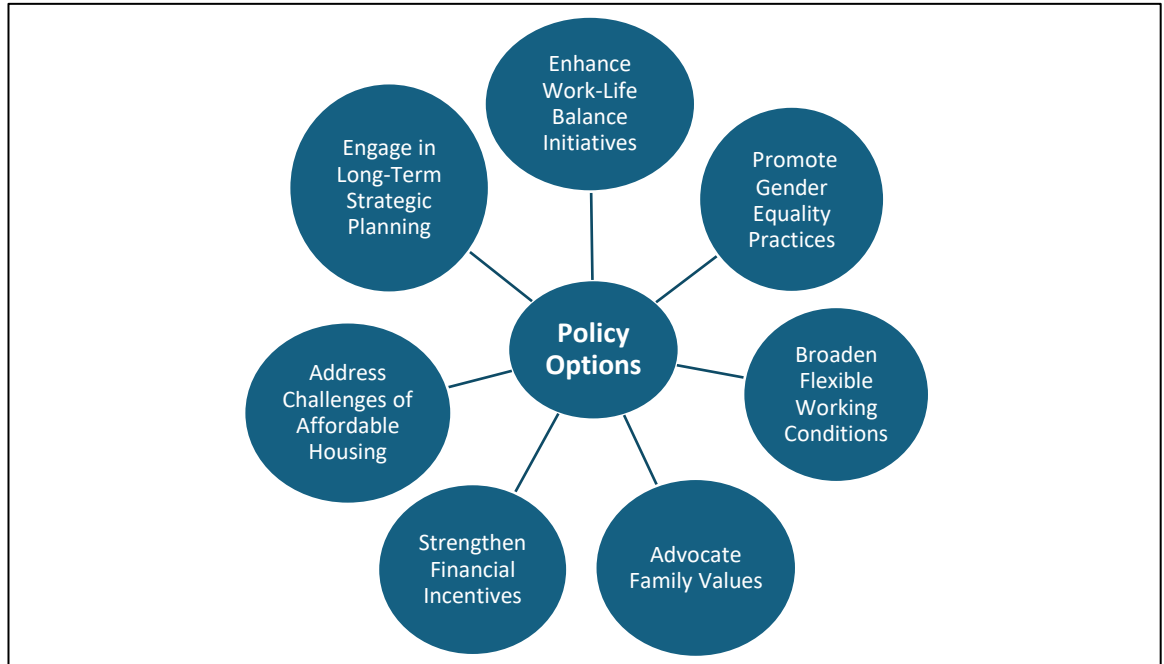 Enhance
Work-Life
Balance
Initiatives
Promote
Gender
Equality
Practices
Broaden
Flexible
Working
Conditions
Advocate
Family Values
Strengthen
Financial
Incentives
Address
Challenges of
Affordable
Housing
Engage in
Long-Term
Strategic
Planning
Policy
Options